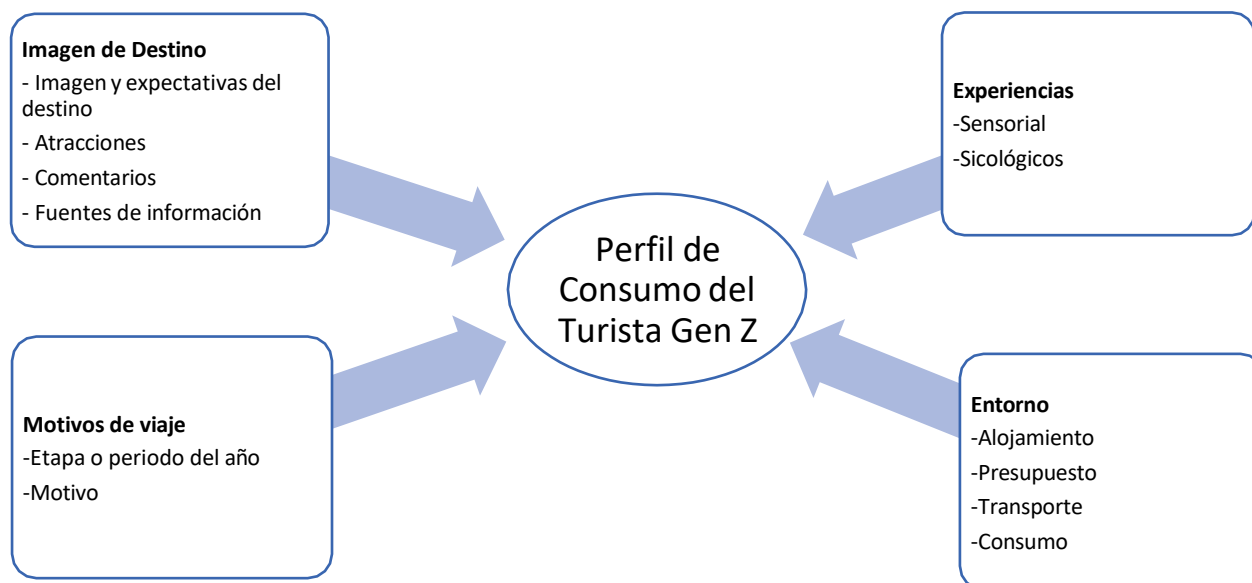 Imagen de Destino
- Imagen y expectativas del
destino
- Atracciones
- Comentarios
- Fuentes de información
Experiencias
-Sensorial
-Sicológicos
Perfil de
Consumo del
Turista Gen Z
Motivos de viaje
-Etapa o periodo del año
-Motivo
Entorno
-Alojamiento
-Presupuesto
-Transporte
-Consumo